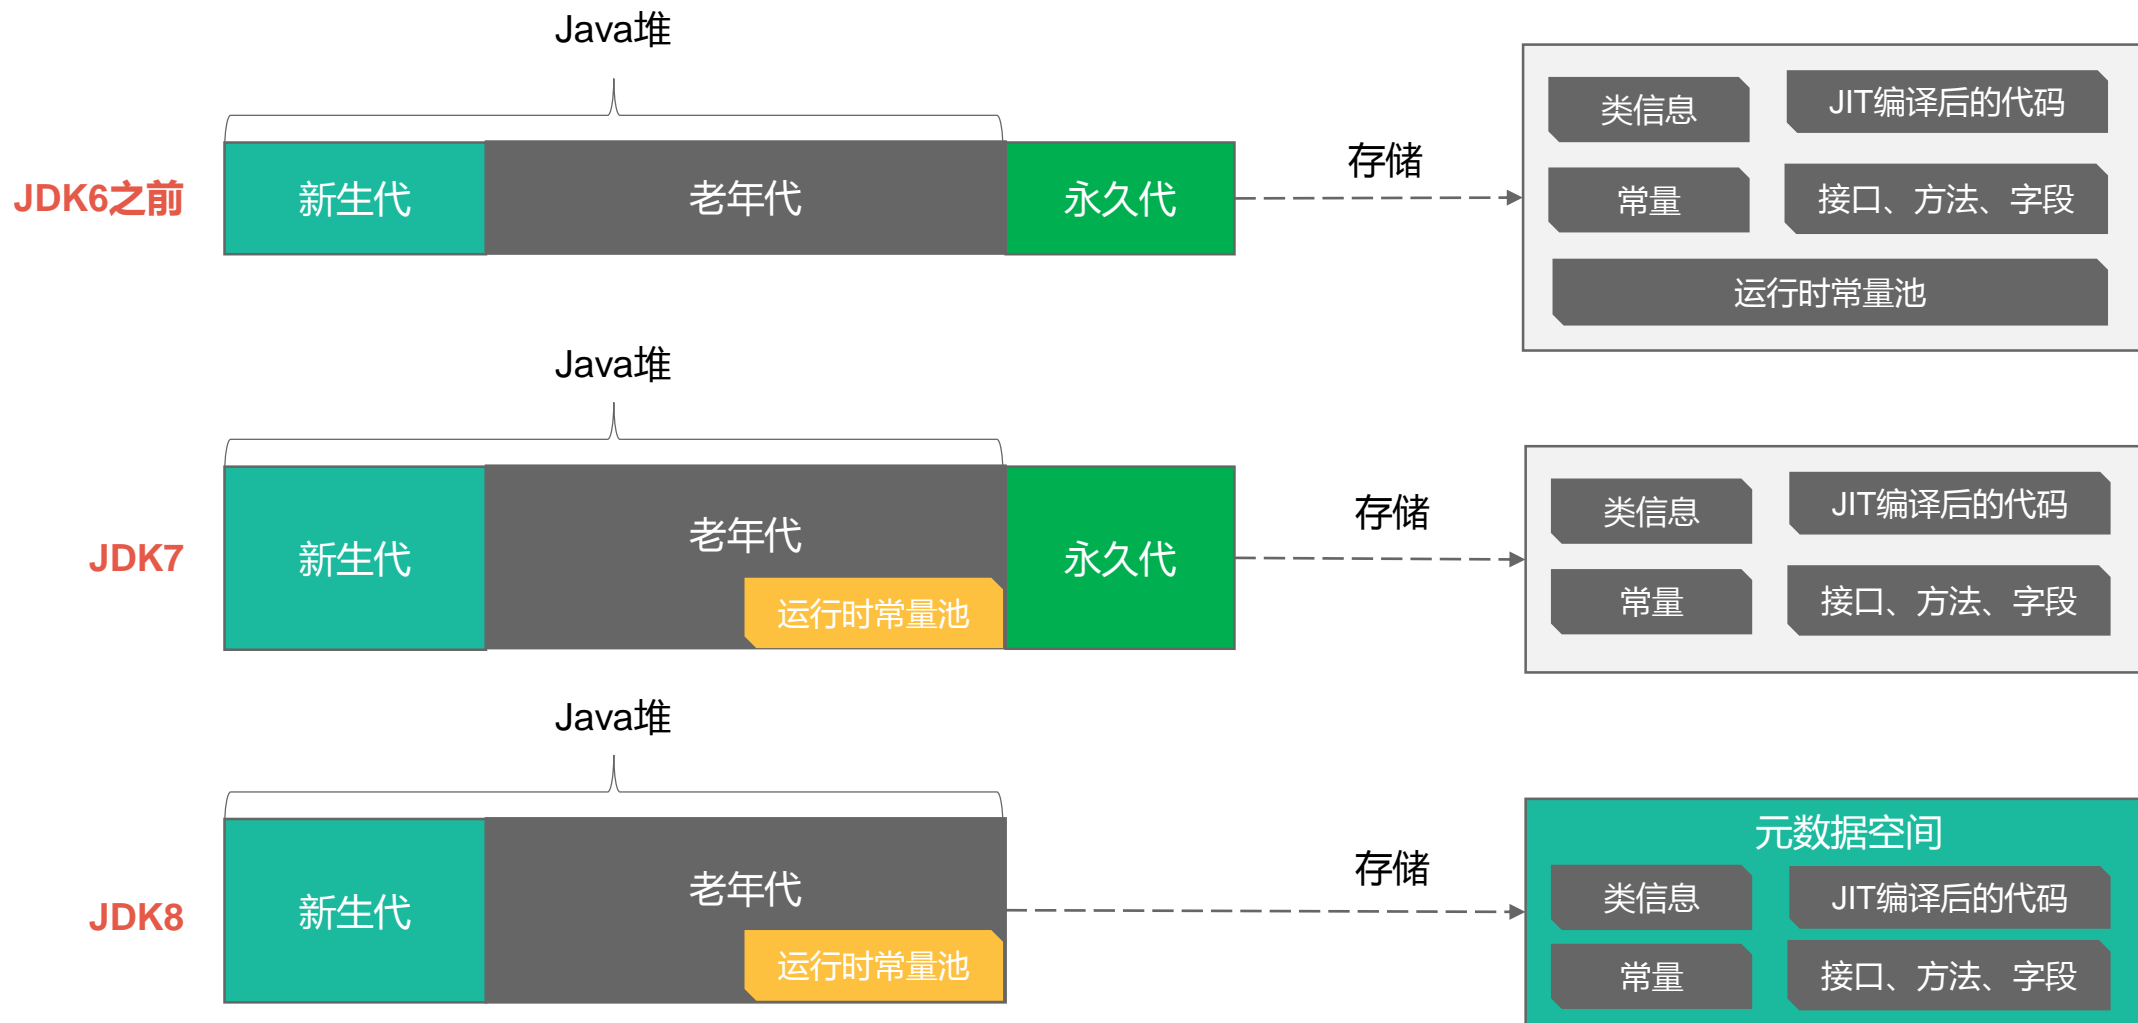 Java堆
JDK6之前
新生代
老年代
永久代
存储
类信息
JIT编译后的代码
常量
接口、方法、字段
运行时常量池
Java堆
JDK7
新生代
老年代
运行时常量池
永久代
存储
类信息
JIT编译后的代码
常量
接口、方法、字段
Java堆
JDK8
新生代
老年代
运行时常量池
存储
元数据空间
类信息
JIT编译后的代码
常量
接口、方法、字段